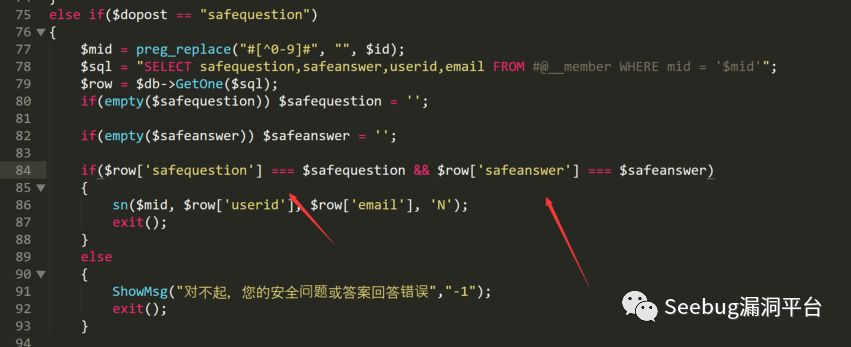 75 else if($dopost == "safequestion")
76 {
77 $mid = preg_replace("#[^0-9]#", "", $id);
78 $sql = "SELECT safequestion,safeanswer,userid,email FROM #@__member WHERE mid = '$mid'";
79 $row = $db->GetOne($sql);
80 if(empty($safequestion)) $safequestion = '';
81
82 if(empty($safeanswer)) $safeanswer = '';
83
84 if($row['safequestion'] === $safequestion && $row['safeanswer'] === $safeanswer)
85 {
86 sn($mid, $row['userid'], $row['email'], 'N');
87 exit();
88 }
89 else
90 {
91 ShowMsg("对不起，您的安全问题或答案回答错误","-1");
92 exit();
93 }
94
Seebug漏洞平台